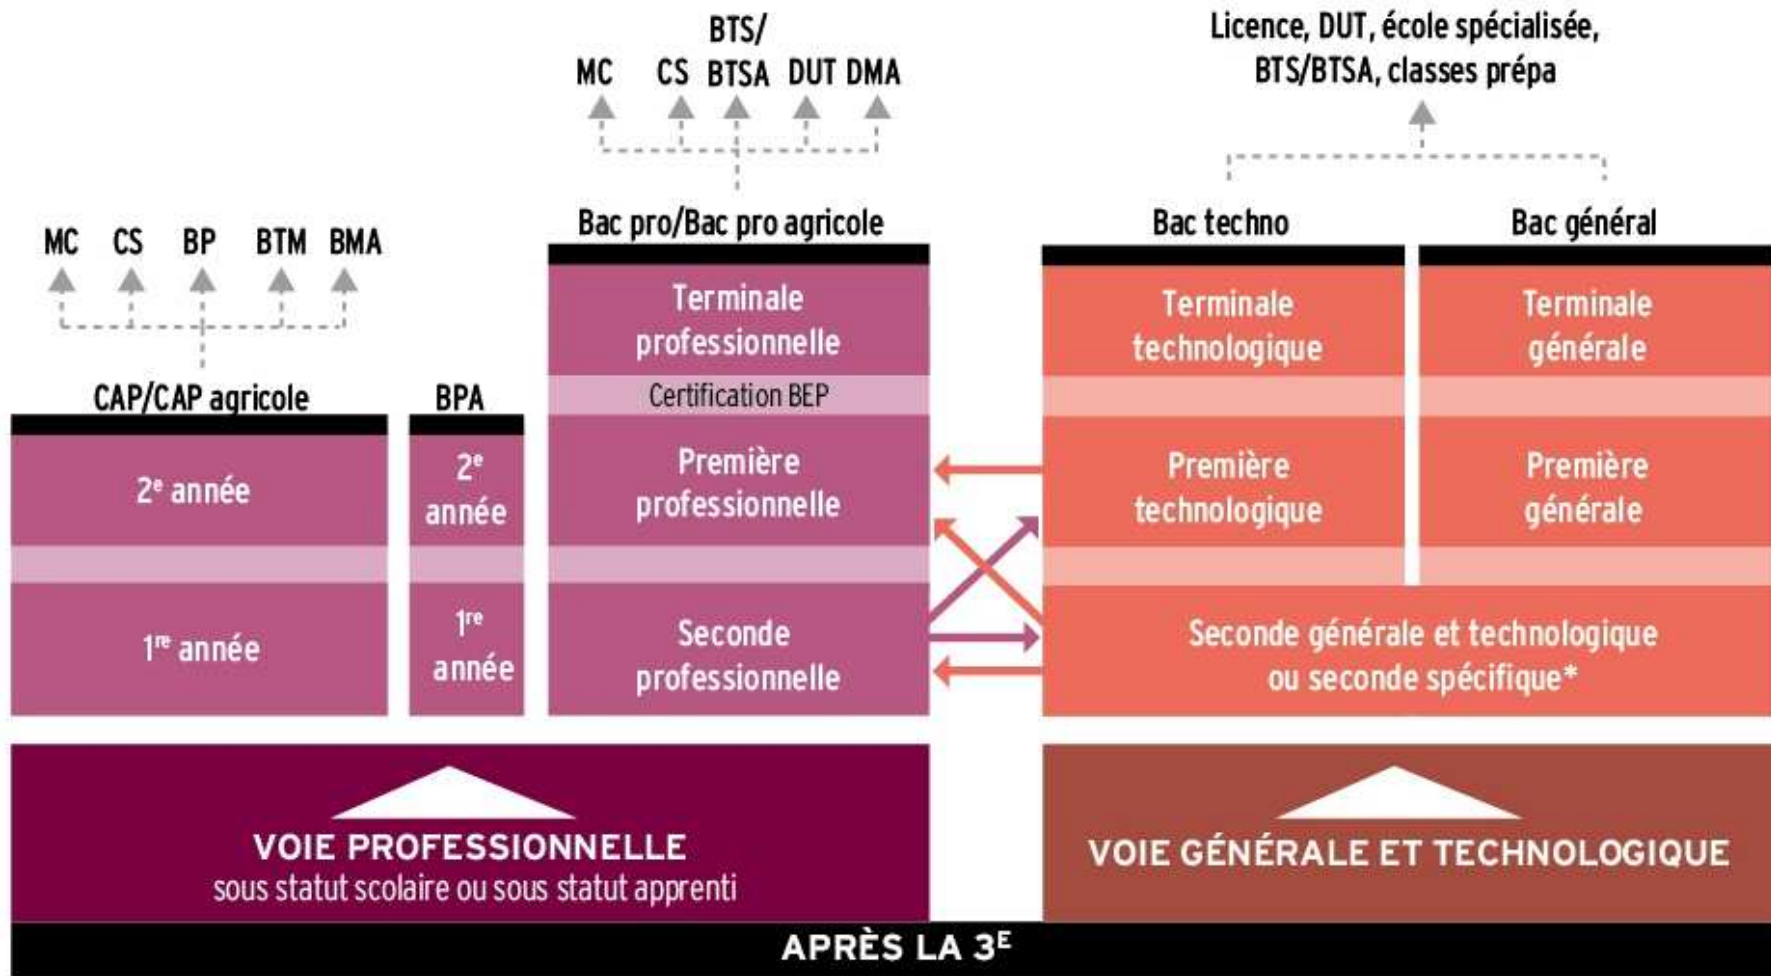 BTS/
MC CS BTSA DUT DMA
Licence, DUT, école spécialisée,
BTS/BTSA, classes prépa
MC CS BP BTM BMA
Bac pro/Bac pro agricole
Bac techno
Bac général
Terminale
professionnelle
Terminale
technologique
Terminale
générale
CAP/CAP agricole
BPA
Certification BEP
2e année
2e
année
Première
professionnelle
Première
technologique
Première
générale
1re année
1re
année
Seconde
professionnelle
Seconde générale et technologique
ou seconde spécifique*
VOIE PROFESSIONNELLE
sous statut scolaire ou sous statut apprenti
VOIE GÉNÉRALE ET TECHNOLOGIQUE
APRÈS LA 3E